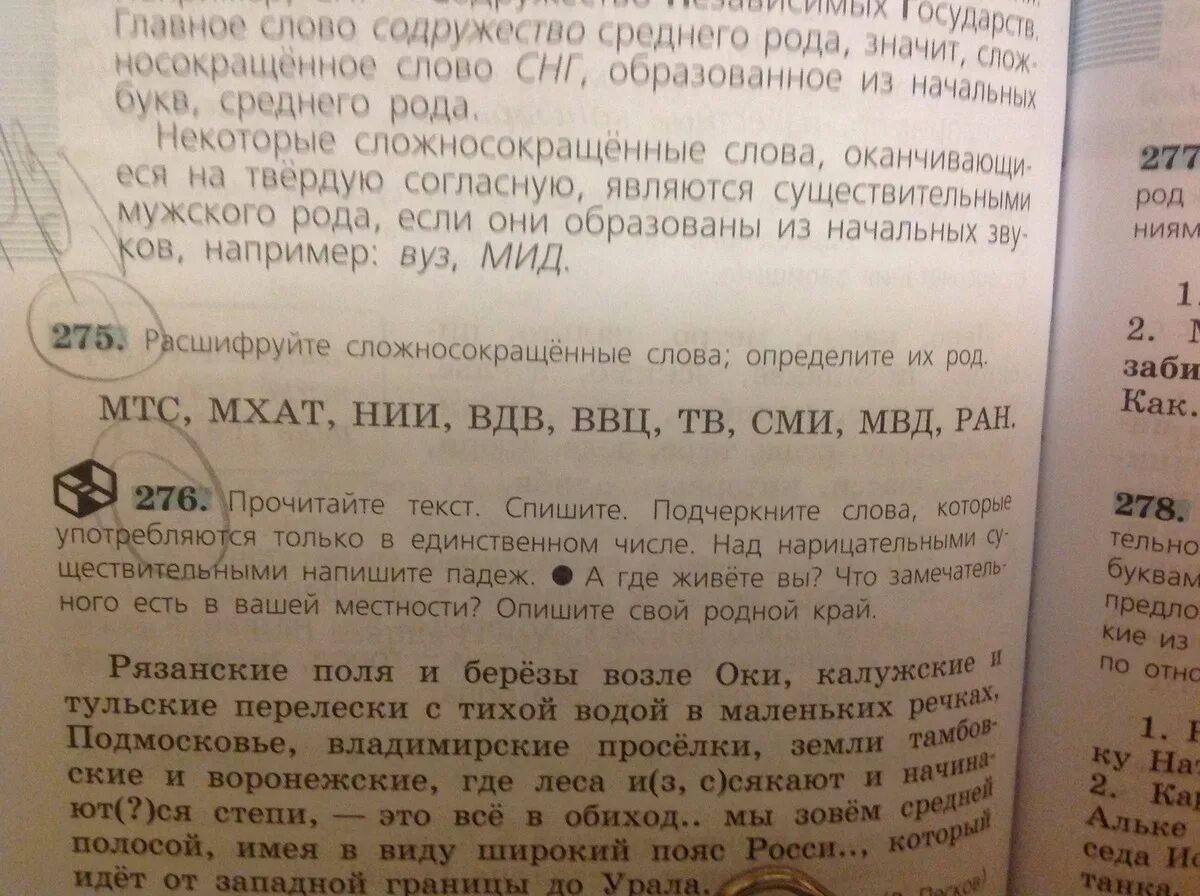 Содружество Независимых Государств.
Главное слово содружество среднего рода, значит, слож-
носокращённое слово СНГ, образованное из начальных
букв, среднего рода.
Некоторые сложносокращённые слова, оканчивающи-
еся на твёрдую согласную, являются существительными
мужского рода, если они образованы из начальных зву-
ков, например: вуз, МИД.
275. Расшифруйте сложносокращённые слова; определите их род.
МТС, МХАТ, НИИ, ВДВ, ВВЦ, ТВ, СМИ, МВД, РАН.
276. Прочитайте текст. Спишите. Подчеркните слова, которые
употребляются только в единственном числе. Над нарицательными су-
ществительными напишите падеж. ● А где живёте вы? Что замечатель-
ного есть в вашей местности? Опишите свой родной край.
Рязанские поля и берёзы возле Оки, калужские и
тульские перелески с тихой водой в маленьких речках,
Подмосковье, владимирские просёлки, земли тамбов-
ские и воронежские, где леса и(з, с)сякают и начина-
ют(?)ся степи, — это всё в обиход.. мы зовём средней
полосой, имея в виду широкий пояс Росси.., который
идёт от западной границы до Урала.
277
род
ниям
1.
2.
заби
Как.
278.
тельно
буквам
предло
кие из
по отно
1.
ку Нат
2. Ка
Альке
седа Ис
танка.